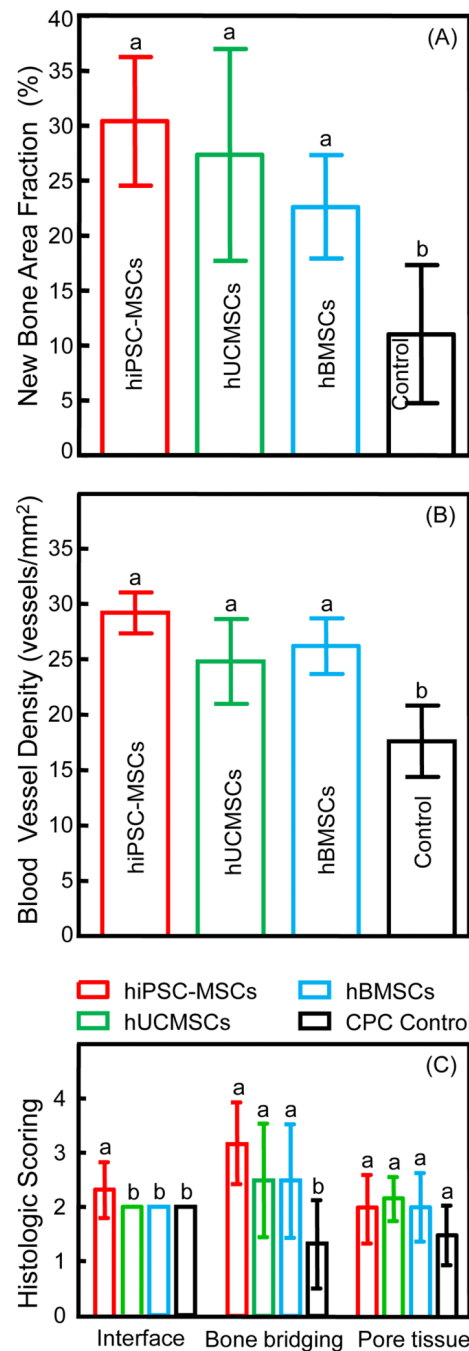 New Bone Area Fraction (%)
40
35
30
25
20
15
10
5
0
(A)
a
a
a
b
hiPSC-MSCs
hUCMSCs
hBMSCs
Control
Blood Vessel Density (vessels/mm²)
35
30
25
20
15
10
5
0
(B)
a
a
a
b
hiPSC-MSCs
hUCMSCs
hBMSCs
Control
hiPSC-MSCs
hBMSCs
hUCMSCs
CPC Control
Histologic Scoring
4
3
2
1
0
(C)
a
b
b
b
a
a
a
b
a
a
a
a
Interface
Bone bridging
Pore tissue